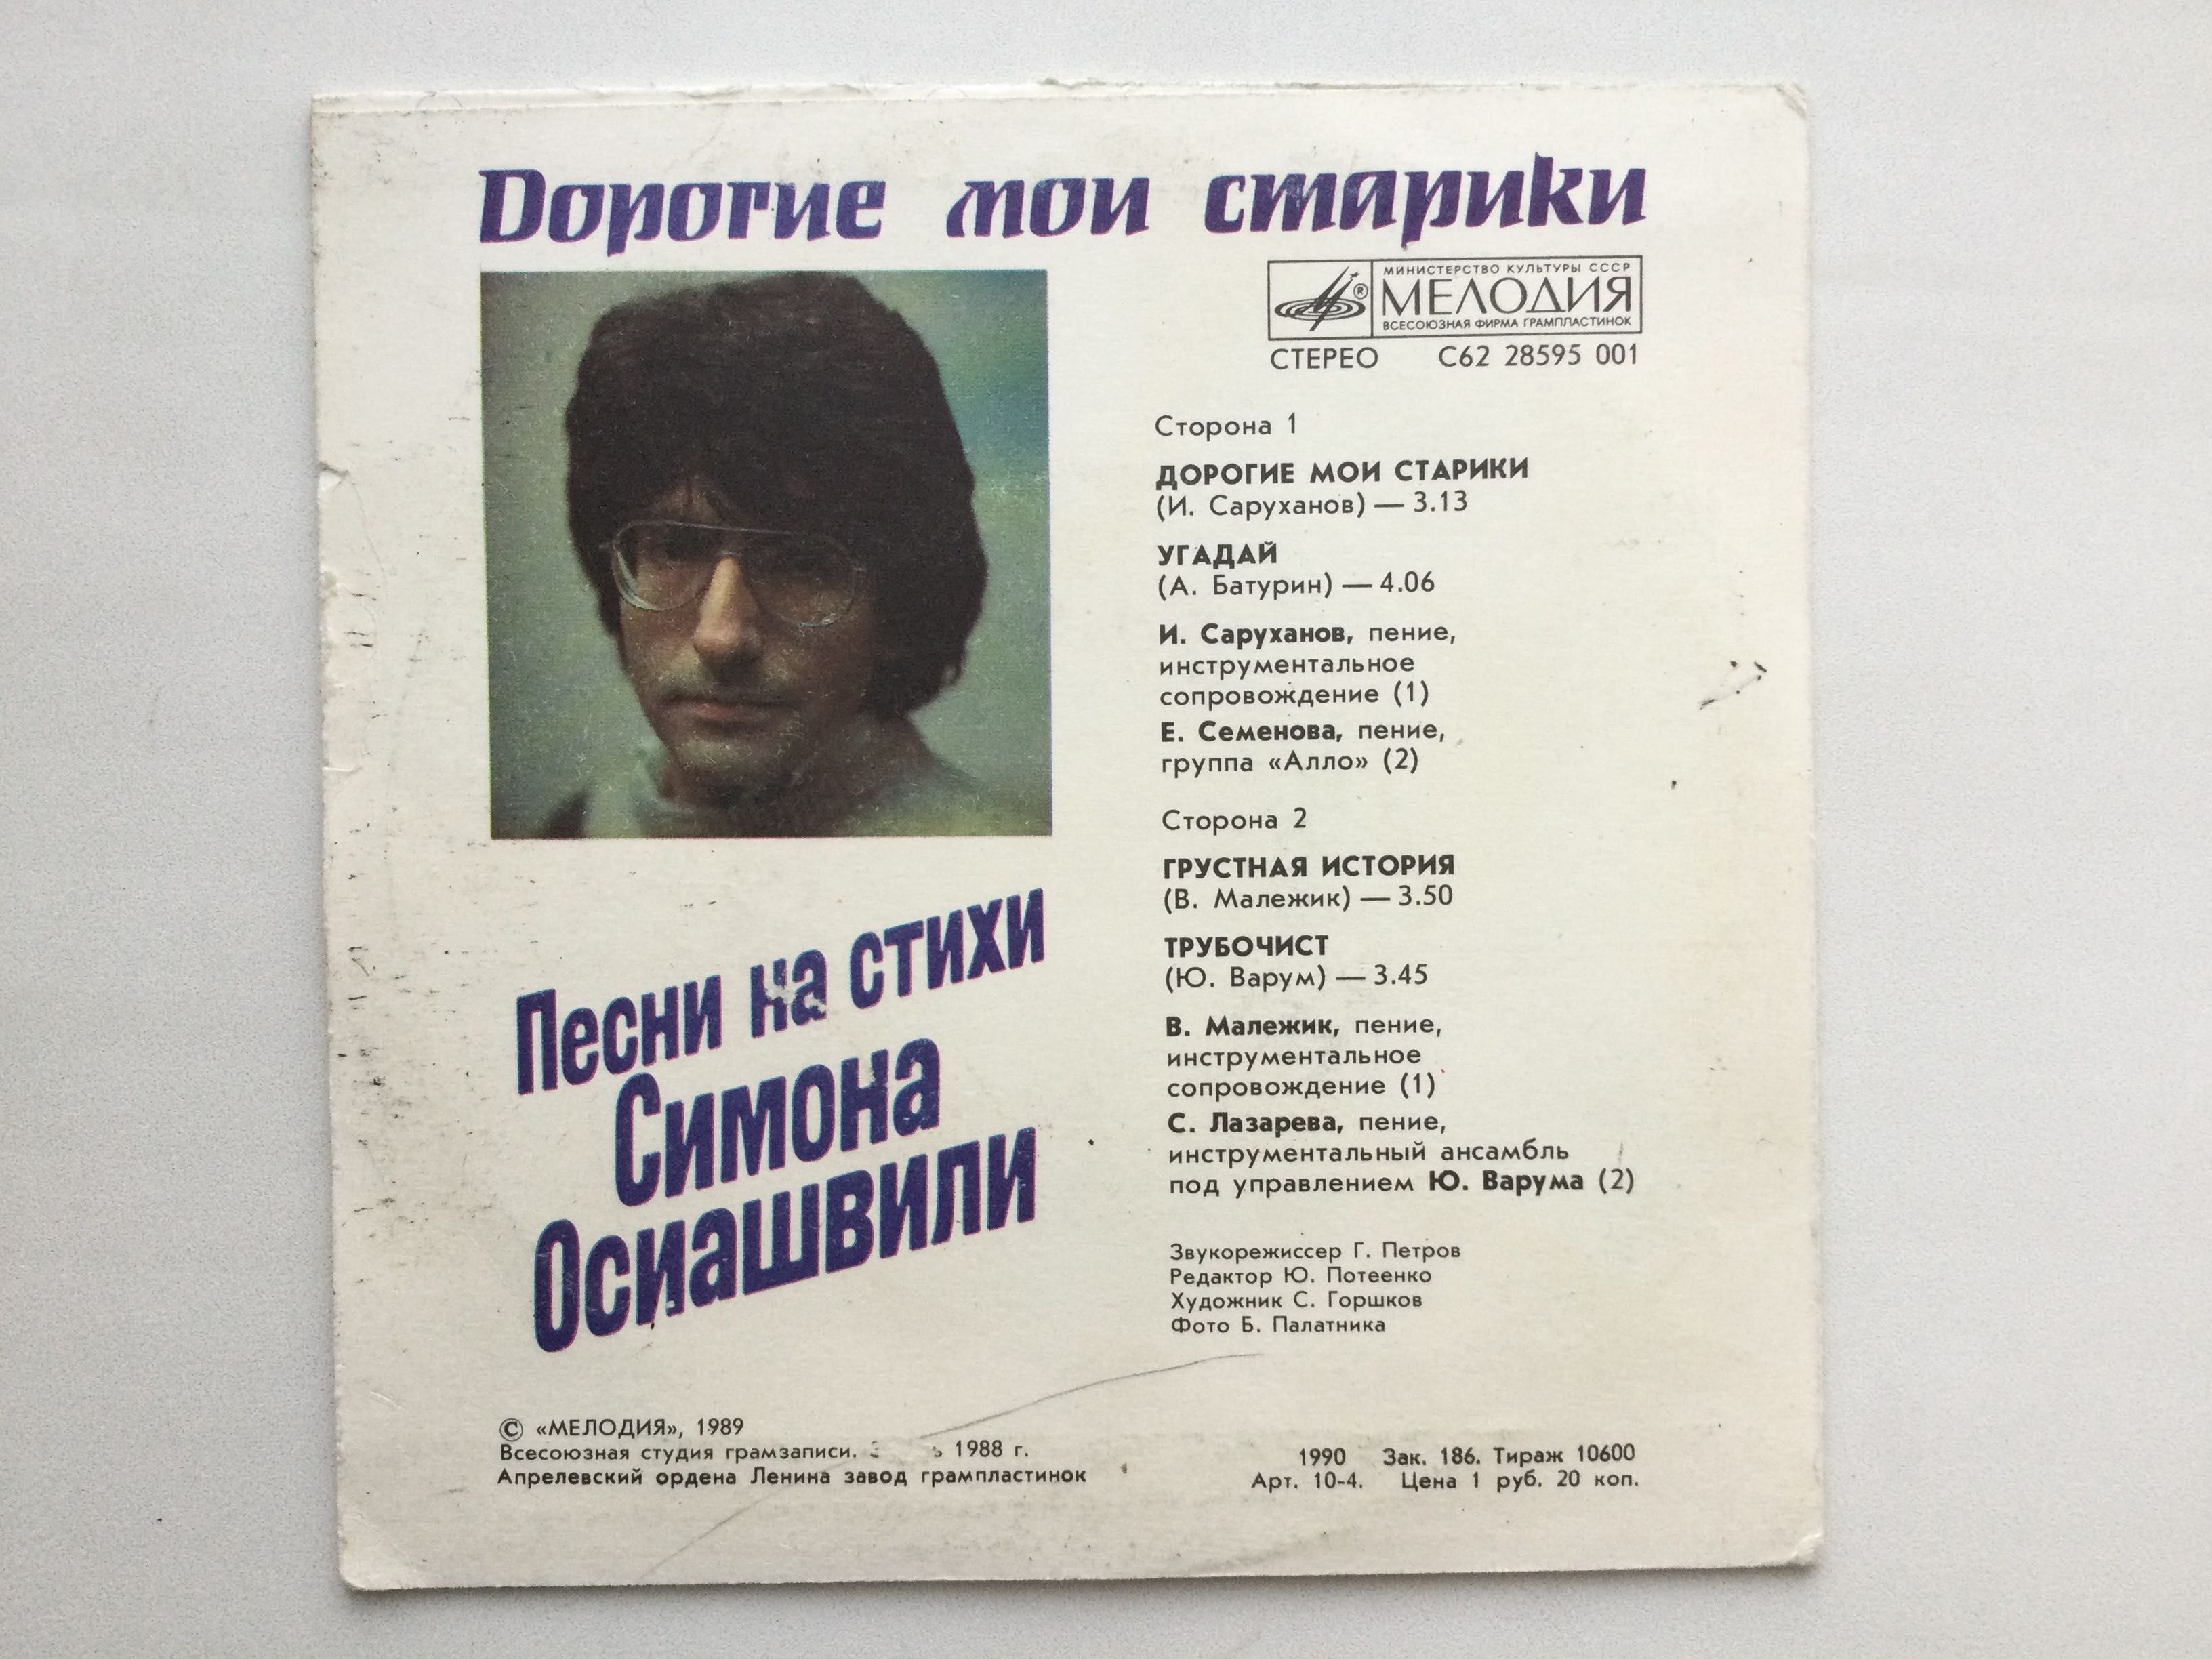 Дорогие мои старики
МИНИСТЕРСТВО КУЛЬТУРЫ СССР
МЕЛОДИЯ
ВСЕСОЮЗНАЯ ФИРМА ГРАМПЛАСТИНОК
®
СТЕРЕО С62 28595 001
Сторона 1
ДОРОГИЕ МОИ СТАРИКИ
(И. Саруханов) — 3.13
УГАДАЙ
(А. Батурин) — 4.06
И. Саруханов, пение,
инструментальное
сопровождение (1)
Е. Семенова, пение,
группа «Алло» (2)
Сторона 2
ГРУСТНАЯ ИСТОРИЯ
(В. Малежик) — 3.50
ТРУБОЧИСТ
(Ю. Варум) — 3.45
В. Малежик, пение,
инструментальное
сопровождение (1)
С. Лазарева, пение,
инструментальный ансамбль
под управлением Ю. Варума (2)
Звукорежиссер Г. Петров
Редактор Ю. Потеенко
Художник С. Горшков
Фото Б. Палатника
Песни на стихи
Симона
Осиашвили
© «МЕЛОДИЯ», 1989
Всесоюзная студия грамзаписи. 1988 г.
Апрелевский ордена Ленина завод грампластинок
1990 Зак. 186. Тираж 10600
Арт. 10-4. Цена 1 руб. 20 коп.